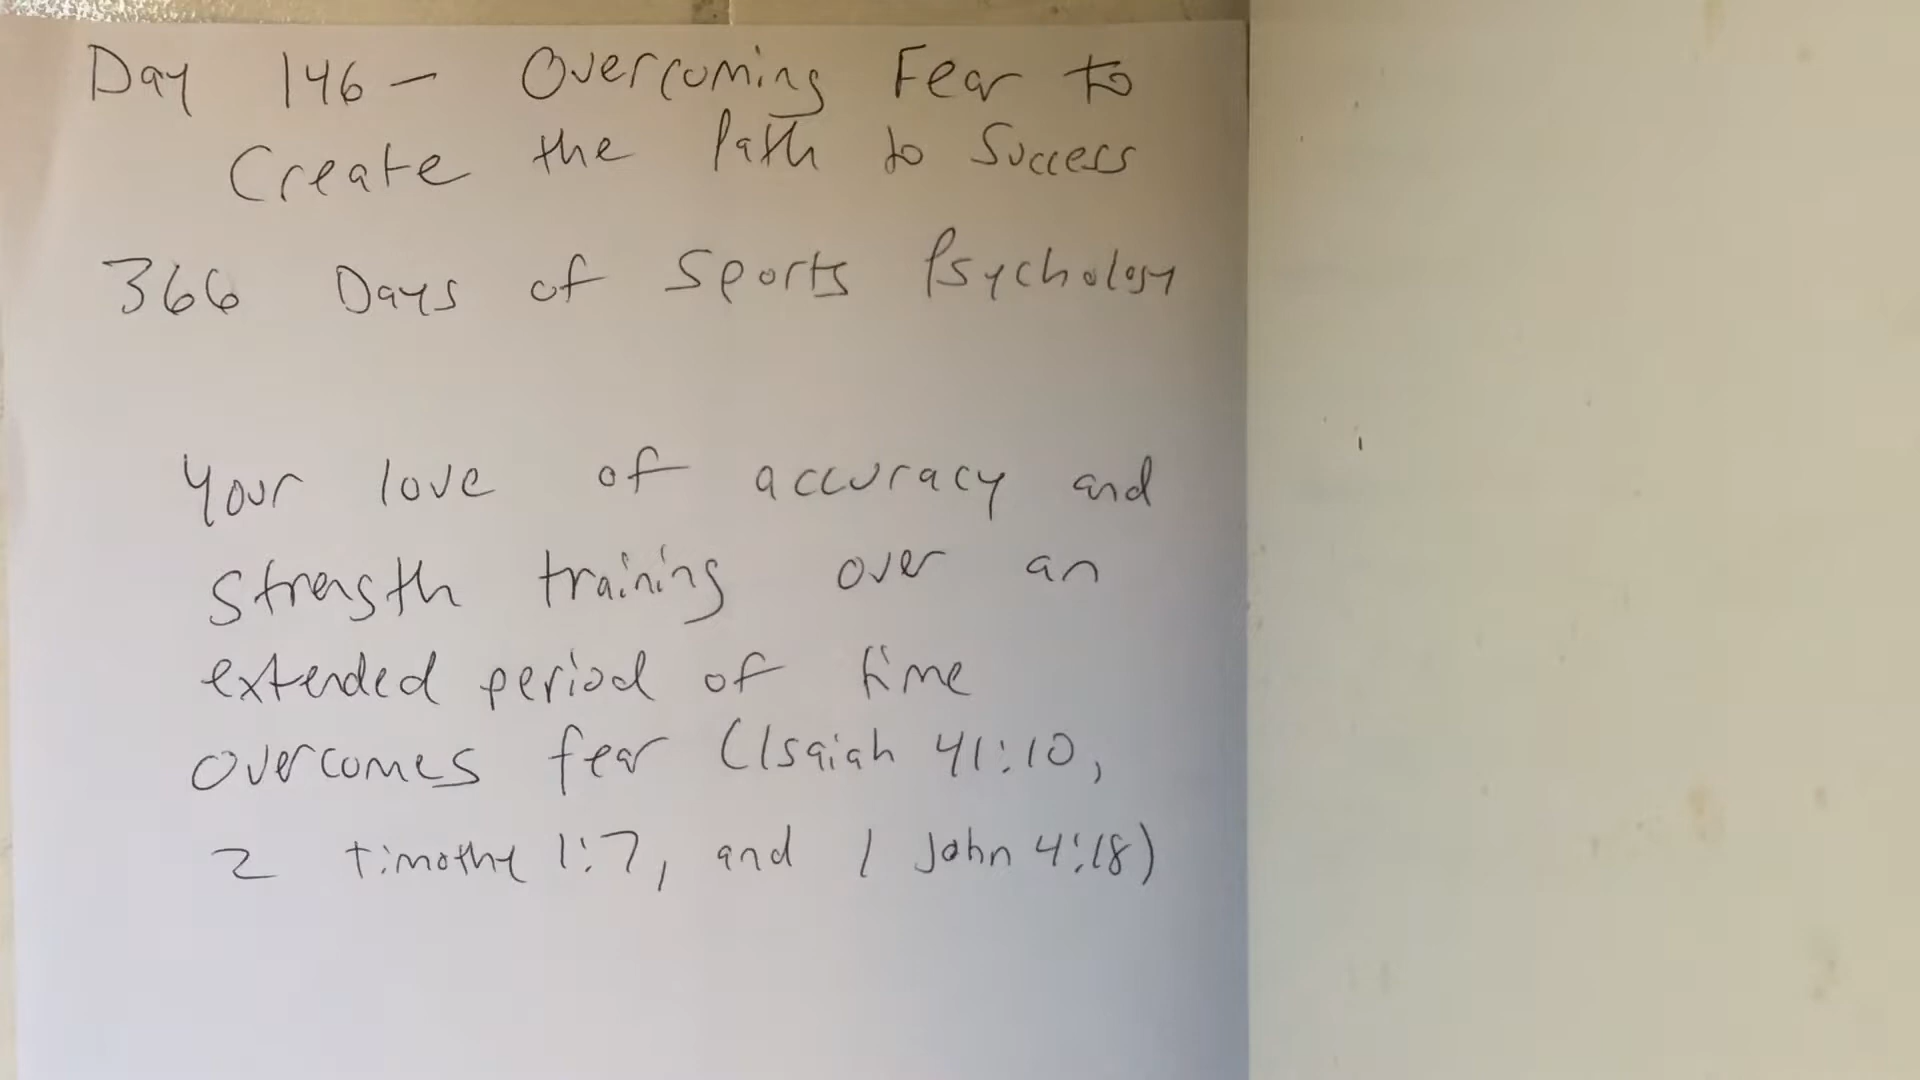 Day 146 - Overcoming Fear to
Create the Path to Success
366 Days of Sports Psychology
Your love of accuracy and
strength training over an
extended period of time
overcomes fear (Isaiah 41:10,
2 timothy 1:7, and 1 John 4:18)